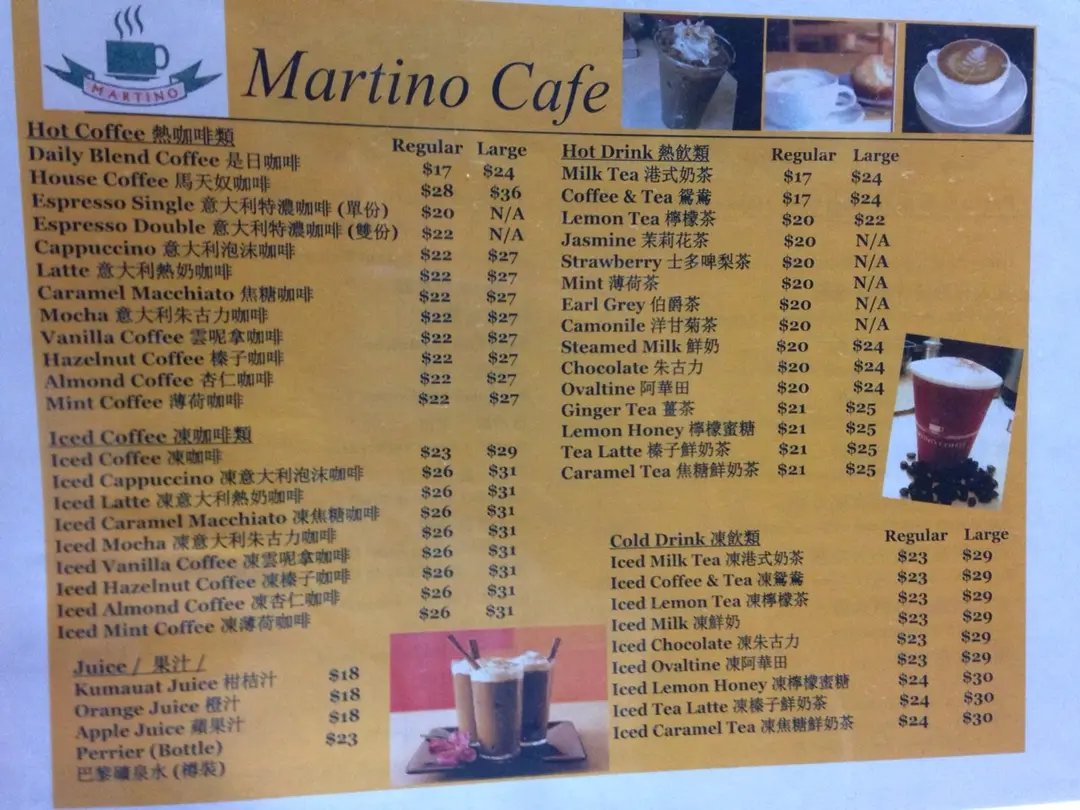 MARTINO
Martino Cafe
Hot Coffee 熱咖啡類 Regular Large
Daily Blend Coffee 是日咖啡 $17 $24
House Coffee 馬天奴咖啡 $28 $36
Espresso Single 意大利特濃咖啡 (單份) $20 N/A
Espresso Double 意大利特濃咖啡 (雙份) $22 N/A
Cappuccino 意大利泡沫咖啡 $22 $27
Latte 意大利熱奶咖啡 $22 $27
Caramel Macchiato 焦糖咖啡 $22 $27
Mocha 意大利朱古力咖啡 $22 $27
Vanilla Coffee 雲呢拿咖啡 $22 $27
Hazelnut Coffee 榛子咖啡 $22 $27
Almond Coffee 杏仁咖啡 $22 $27
Mint Coffee 薄荷咖啡 $22 $27
Iced Coffee 凍咖啡類
Iced Coffee 凍咖啡 $23 $29
Iced Cappuccino 凍意大利泡沫咖啡 $26 $31
Iced Latte 凍意大利熱奶咖啡 $26 $31
Iced Caramel Macchiato 凍焦糖咖啡 $26 $31
Iced Mocha 凍意大利朱古力咖啡 $26 $31
Iced Vanilla Coffee 凍雲呢拿咖啡 $26 $31
Iced Hazelnut Coffee 凍榛子咖啡 $26 $31
Iced Almond Coffee 凍杏仁咖啡 $26 $31
Iced Mint Coffee 凍薄荷咖啡 $26 $31
Juice / 果汁 /
Kumauat Juice 柑桔汁 $18
Orange Juice 橙汁 $18
Apple Juice 蘋果汁 $18
Perrier (Bottle) $23
巴黎礦泉水 (樽裝)
Hot Drink 熱飲類 Regular Large
Milk Tea 港式奶茶 $17 $24
Coffee & Tea 鴛鴦 $17 $24
Lemon Tea 檸檬茶 $20 $22
Jasmine 茉莉花茶 $20 N/A
Strawberry 士多啤梨茶 $20 N/A
Mint 薄荷茶 $20 N/A
Earl Grey 伯爵茶 $20 N/A
Camonile 洋甘菊茶 $20 N/A
Steamed Milk 鮮奶 $20 $24
Chocolate 朱古力 $20 $24
Ovaltine 阿華田 $20 $24
Ginger Tea 薑茶 $21 $25
Lemon Honey 檸檬蜜糖 $21 $25
Tea Latte 榛子鮮奶茶 $21 $25
Caramel Tea 焦糖鮮奶茶 $21 $25
Cold Drink 凍飲類 Regular Large
Iced Milk Tea 凍港式奶茶 $23 $29
Iced Coffee & Tea 凍鴛鴦 $23 $29
Iced Lemon Tea 凍檸檬茶 $23 $29
Iced Milk 凍鮮奶 $23 $29
Iced Chocolate 凍朱古力 $23 $29
Iced Ovaltine 凍阿華田 $23 $29
Iced Lemon Honey 凍檸檬蜜糖 $24 $30
Iced Tea Latte 凍榛子鮮奶茶 $24 $30
Iced Caramel Tea 凍焦糖鮮奶茶 $24 $30